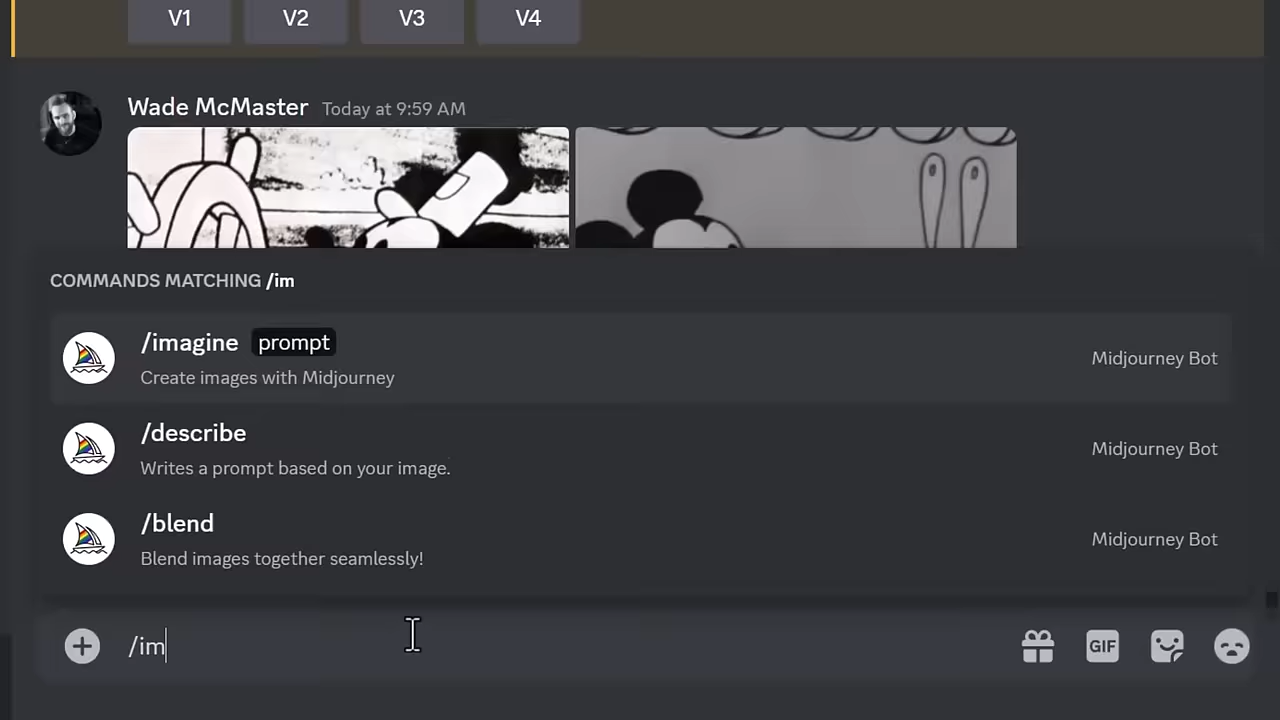 V1 V2 V3 V4
Wade McMaster Today at 9:59 AM
COMMANDS MATCHING /im
/imagine prompt
Create images with Midjourney
Midjourney Bot
/describe
Writes a prompt based on your image.
Midjourney Bot
/blend
Blend images together seamlessly!
Midjourney Bot
/im
GIF